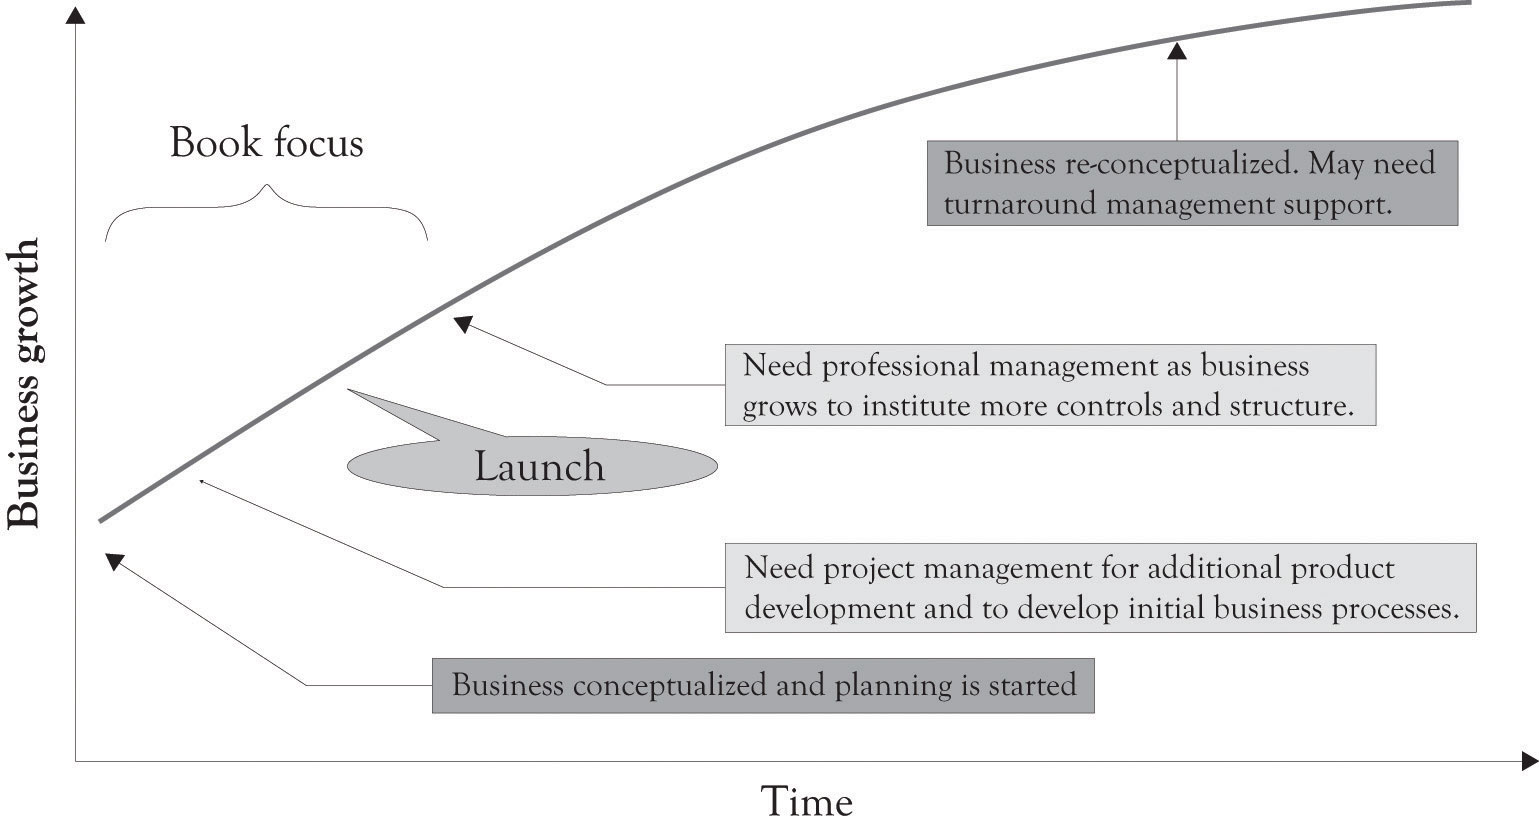 Book focus
Business re-conceptualized. May need
turnaround management support.
Business growth
Need professional management as business
grows to institute more controls and structure.
Launch
Need project management for additional product
development and to develop initial business processes.
Business conceptualized and planning is started
Time